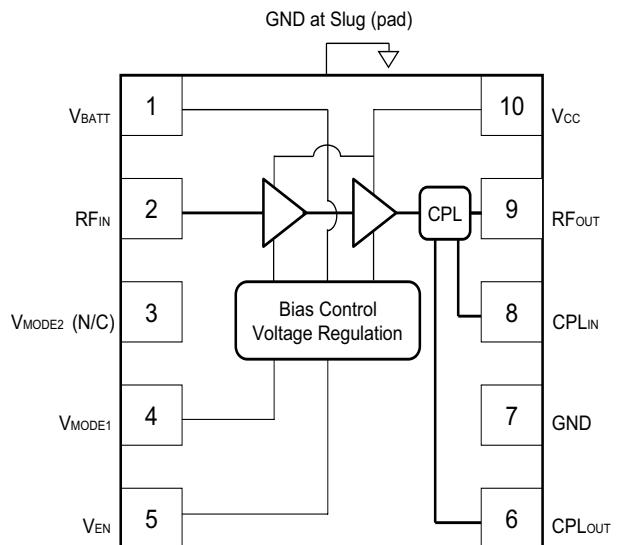 GND at Slug (pad)
VBATT 1 10 VCC
RFIN 2 CPL 9 RFOUT
VMODE2 (N/C) 3 Bias Control 8 CPLIN
Voltage Regulation
VMODE1 4 7 GND
VEN 5 6 CPLOUT